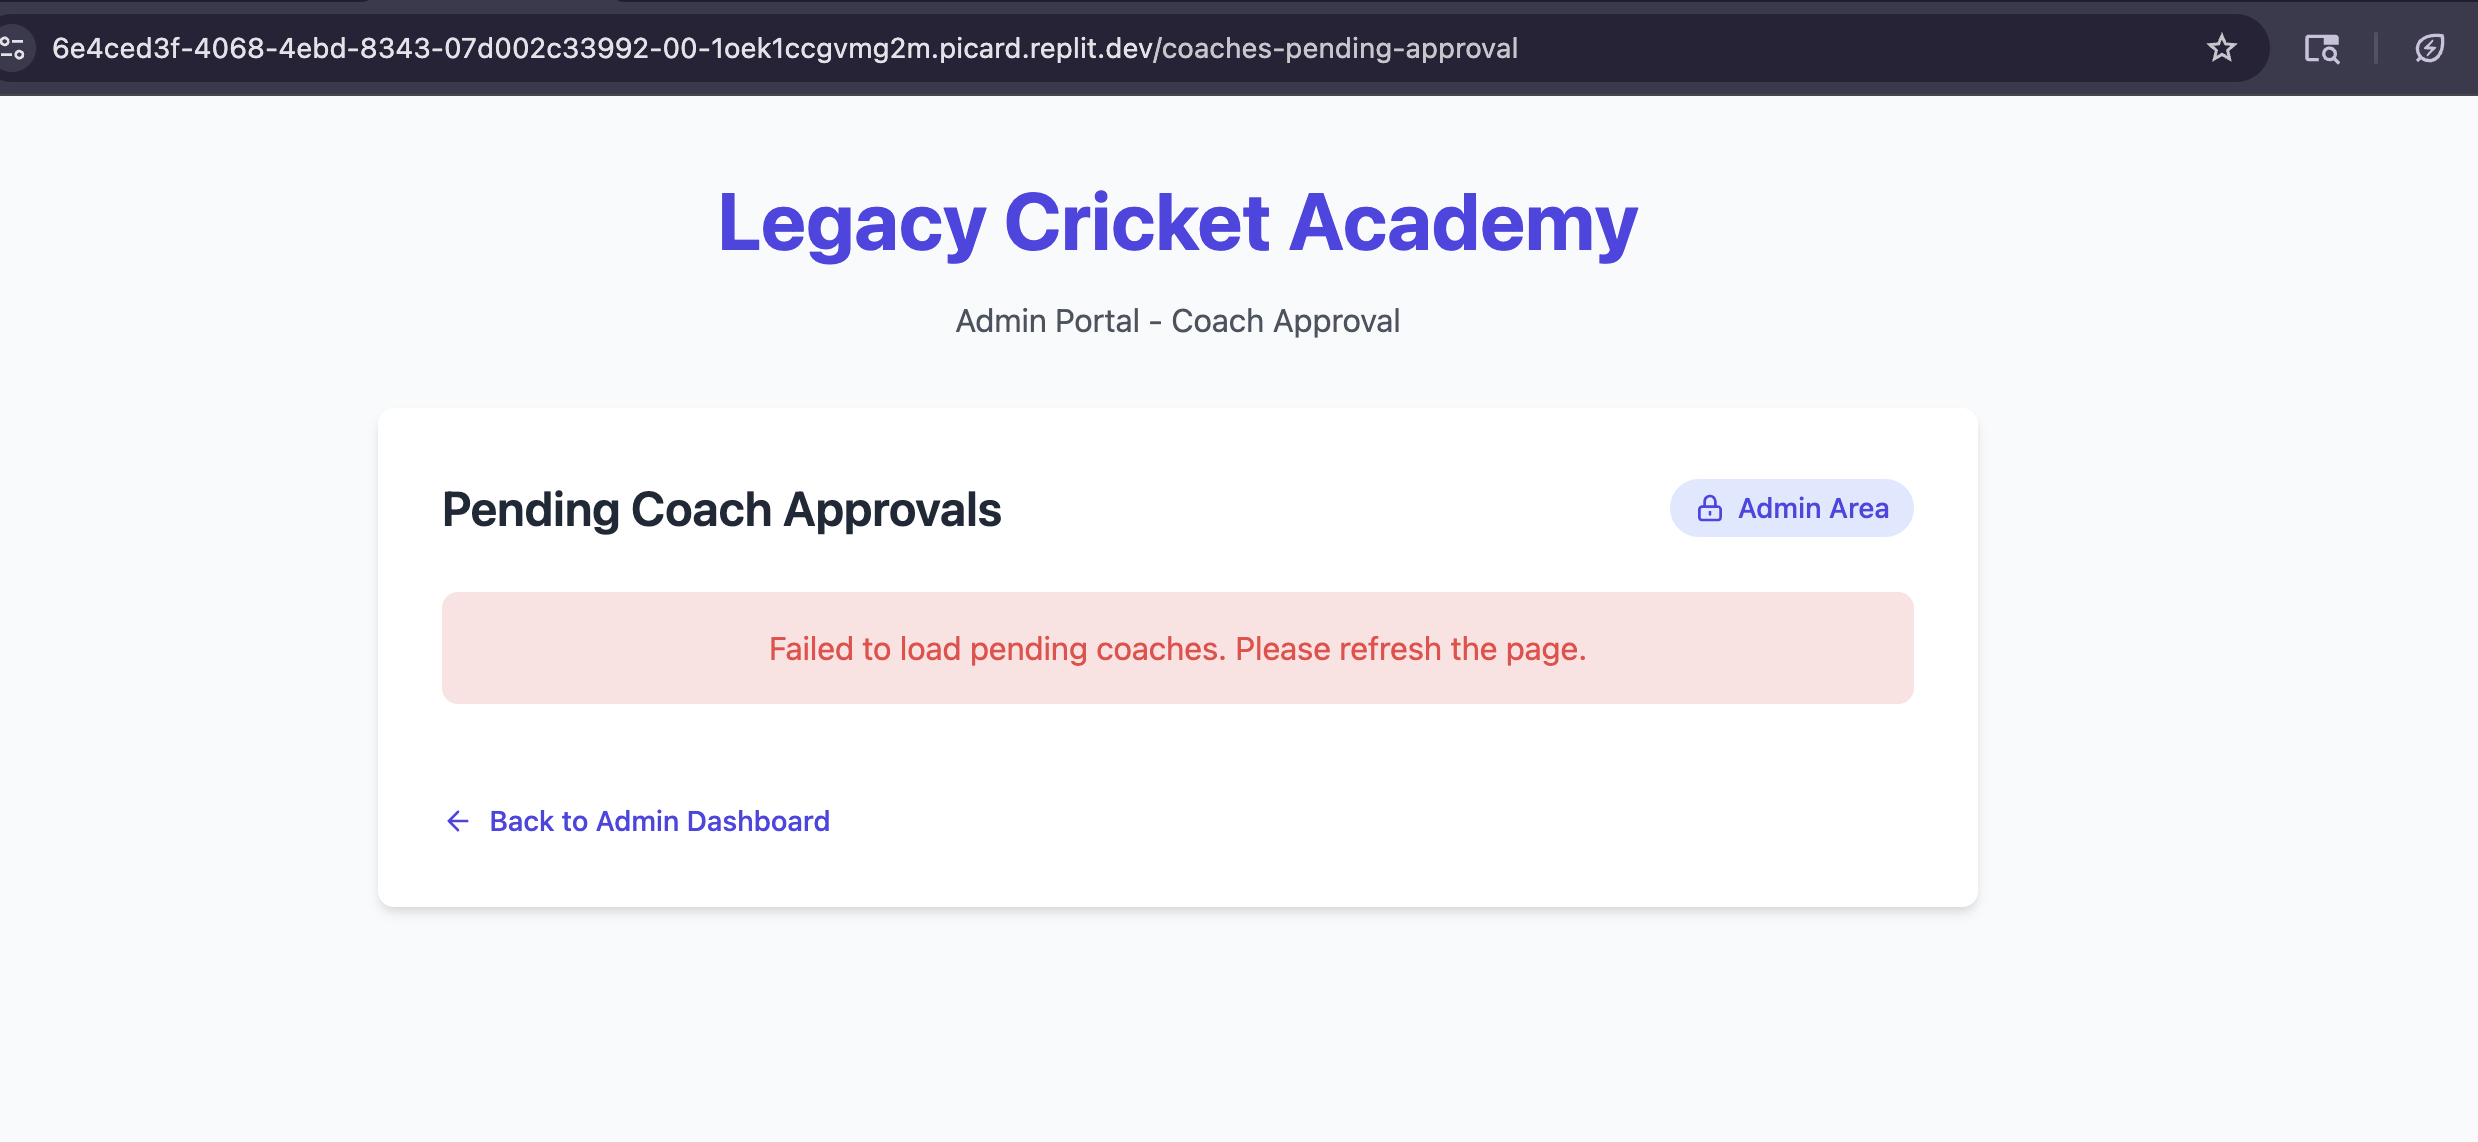 6e4ced3f-4068-4ebd-8343-07d002c33992-00-1oek1ccgvmg2m.picard.replit.dev/coaches-pending-approval
Legacy Cricket Academy
Admin Portal - Coach Approval
Pending Coach Approvals
Admin Area
Failed to load pending coaches. Please refresh the page.
← Back to Admin Dashboard